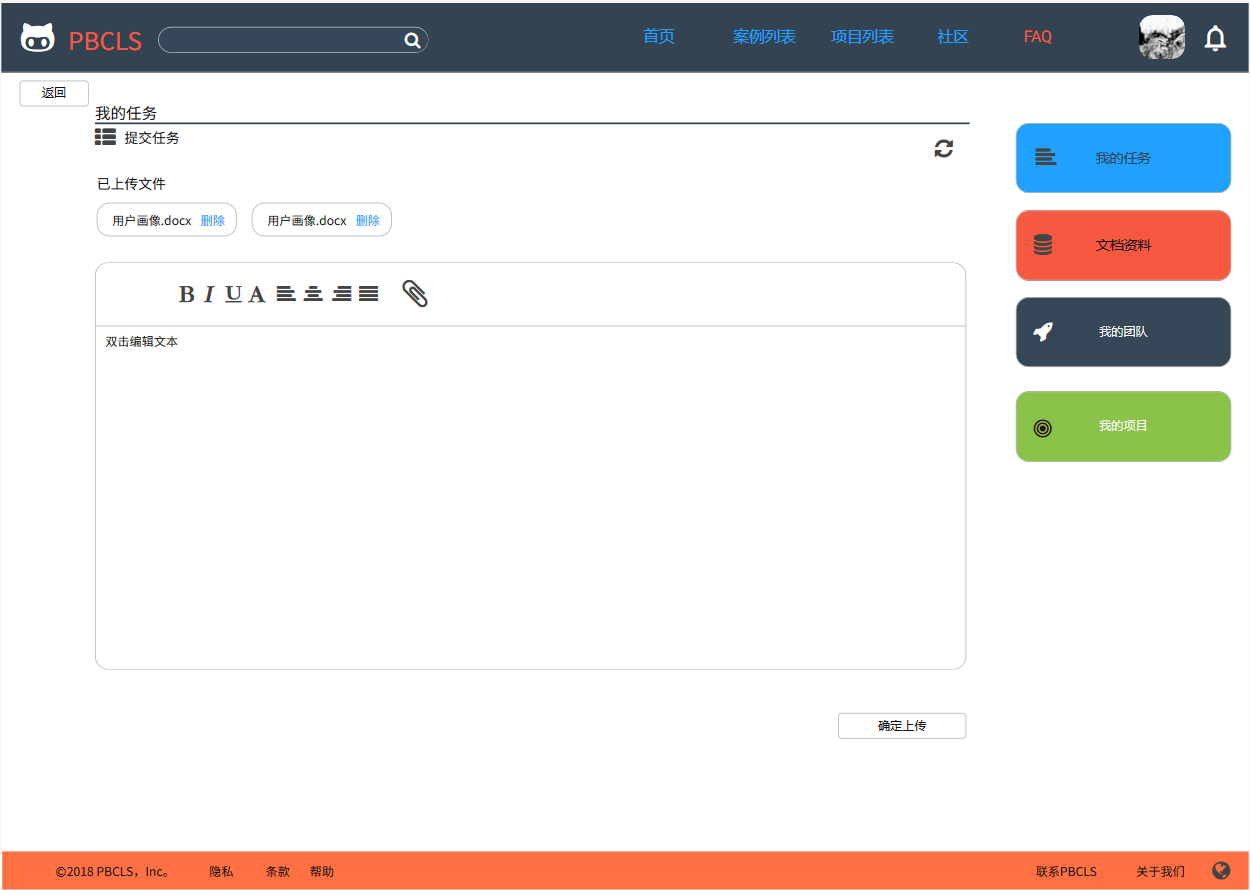 PBCLS 首页 案例列表 项目列表 社区 FAQ
返回
我的任务
提交任务
已上传文件
用户画像.docx 删除 用户画像.docx 删除
B I U A
双击编辑文本
确定上传
我的任务
文档资料
我的团队
我的项目
©2018 PBCLS，Inc。 隐私 条款 帮助 联系PBCLS 关于我们